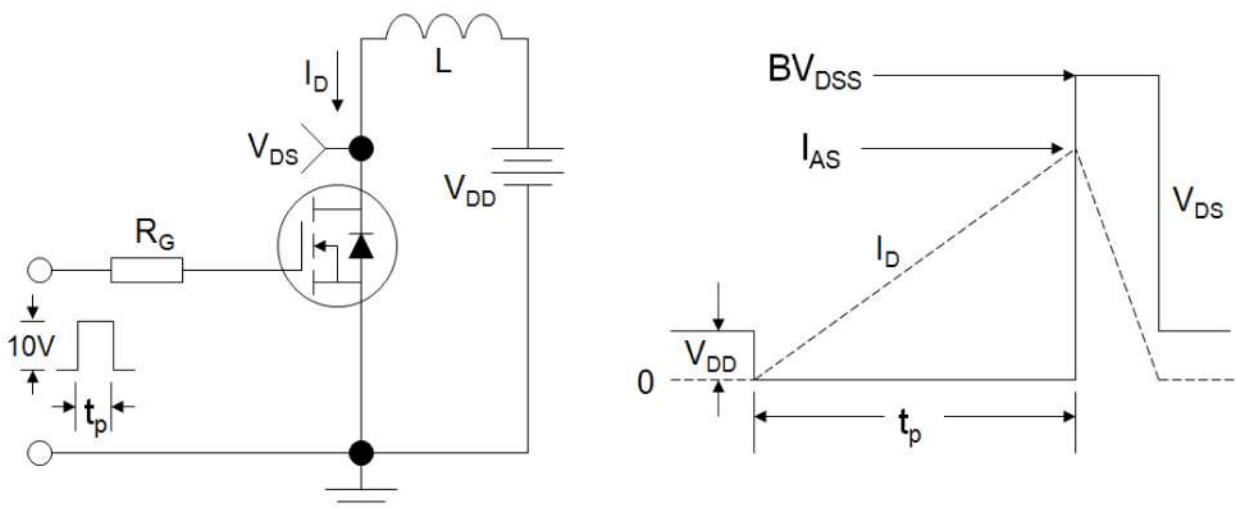 L
I_D
V_DS
V_DD
R_G
10V
t_p
BV_DSS
I_AS
V_DS
I_D
V_DD
0
t_p